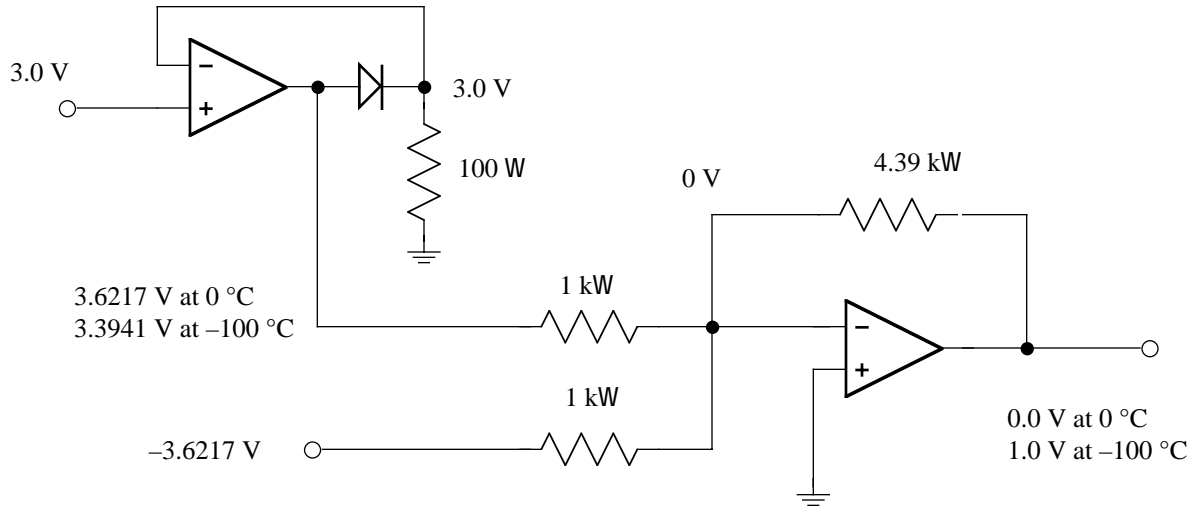 3.0 V
3.0 V
100 W
4.39 kW
0 V
1 kW
3.6217 V at 0 °C
3.3941 V at –100 °C
1 kW
–3.6217 V
0.0 V at 0 °C
1.0 V at –100 °C